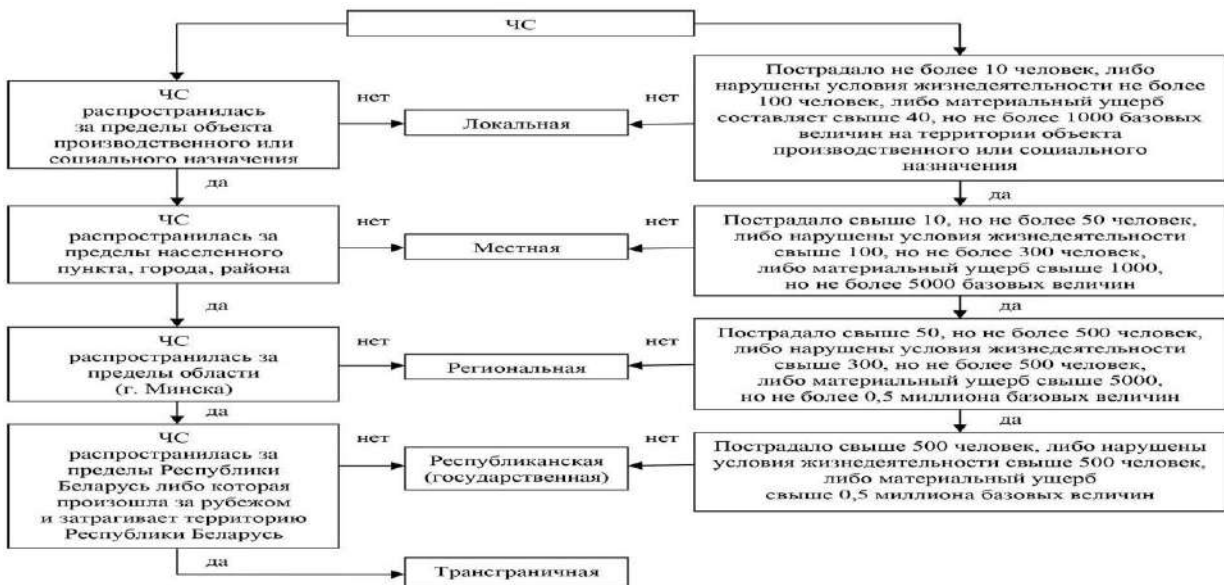 ЧС
ЧС
распространилась
за пределы объекта
производственного или
социального назначения
нет
Локальная
нет
Пострадало не более 10 человек, либо
нарушены условия жизнедеятельности не более
100 человек, либо материальный ущерб
составляет свыше 40, но не более 1000 базовых
величин на территории объекта
производственного или социального
назначения
да
да
ЧС
распространилась за
пределы населенного
пункта, города, района
нет
Местная
нет
Пострадало свыше 10, но не более 50 человек,
либо нарушены условия жизнедеятельности
свыше 100, но не более 300 человек,
либо материальный ущерб свыше 1000,
но не более 5000 базовых величин
да
да
ЧС
распространилась за
пределы области
(г. Минска)
нет
Региональная
нет
Пострадало свыше 50, но не более 500 человек,
либо нарушены условия жизнедеятельности
свыше 300, но не более 500 человек,
либо материальный ущерб свыше 5000,
но не более 0,5 миллиона базовых величин
да
да
ЧС
распространилась за
пределы Республики
Беларусь либо которая
произошла за рубежом
и затрагивает территорию
Республики Беларусь
нет
Республиканская
(государственная)
нет
Пострадало свыше 500 человек, либо нарушены
условия жизнедеятельности свыше 500 человек,
либо материальный ущерб
свыше 0,5 миллиона базовых величин
да
Трансграничная